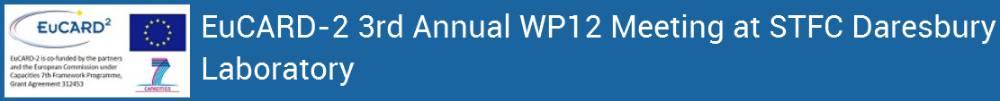 EuCARD²
EuCARD-2 is co-funded by the partners
and the European Commission under
Capacities 7th Framework Programme,
Grant Agreement 312453
7
CAPACITIES
EuCARD-2 3rd Annual WP12 Meeting at STFC Daresbury
Laboratory